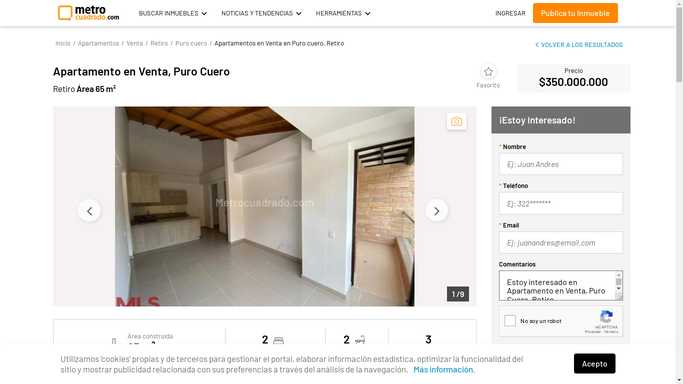 metro
cuadrado.com
BUSCAR INMUEBLES
NOTICIAS Y TENDENCIAS
HERRAMIENTAS
INGRESAR
Publica tu Inmueble
Inicio / Apartamentos / Venta / Retiro / Puro cuero / Apartamentos en Venta en Puro cuero, Retiro
VOLVER A LOS RESULTADOS
Apartamento en Venta, Puro Cuero
Retiro Área 65 m²
Favorito
Precio
$350.000.000
Metrocuadrado.com
MLS
1 / 9
¡Estoy Interesado!
* Nombre
Ej: Juan Andres
* Teléfono
Ej: 322*******
* Email
Ej: juanandres@email.com
Comentarios
Estoy interesado en
Apartamento en Venta, Puro
Cuero, Retiro
No soy un robot
reCAPTCHA
Privacidad - Términos
Área construida
2
2
3
Utilizamos 'cookies' propias y de terceros para gestionar el portal, elaborar información estadística, optimizar la funcionalidad del
sitio y mostrar publicidad relacionada con sus preferencias a través del análisis de la navegación. Más información.
Acepto